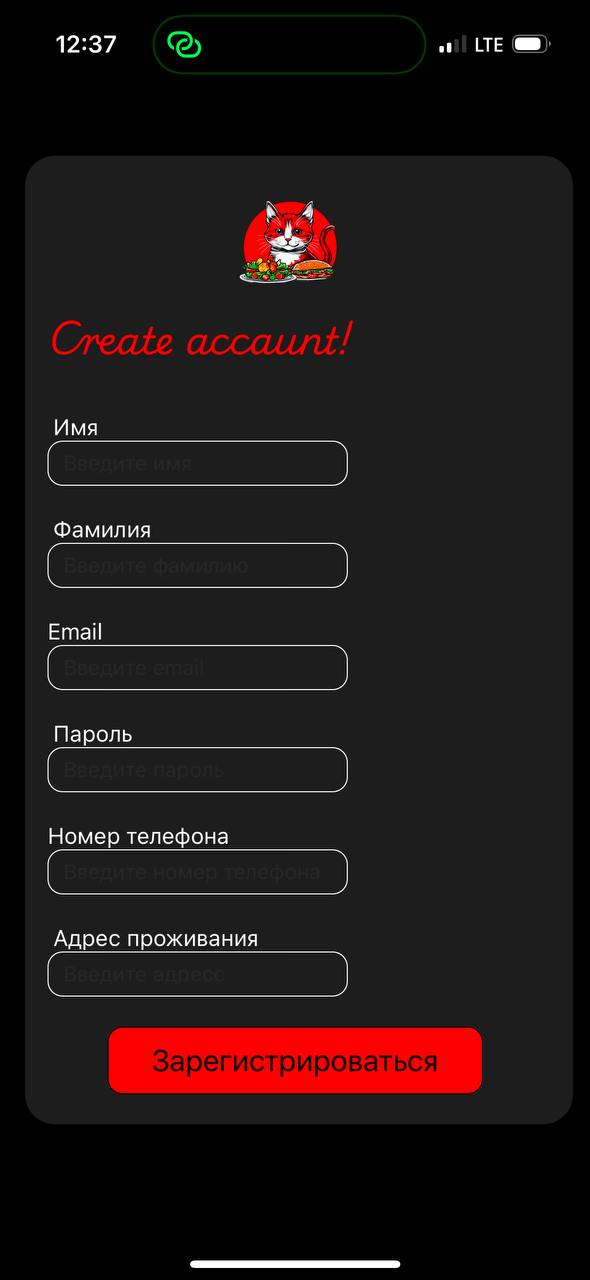 12:37
LTE
Create accaunt!
Имя
Введите имя
Фамилия
Введите фамилию
Email
Введите email
Пароль
Введите пароль
Номер телефона
Введите номер телефона
Адрес проживания
Введите адресс
Зарегистрироваться